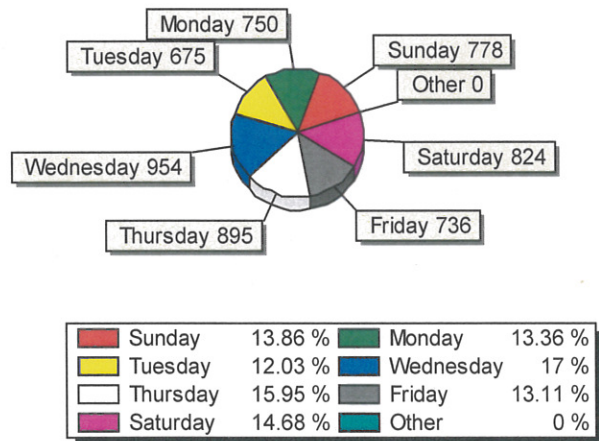 Monday 750
Tuesday 675
Sunday 778
Other 0
Wednesday 954
Saturday 824
Thursday 895
Friday 736
Sunday 13.86 % Monday 13.36 %
Tuesday 12.03 % Wednesday 17 %
Thursday 15.95 % Friday 13.11 %
Saturday 14.68 % Other 0 %